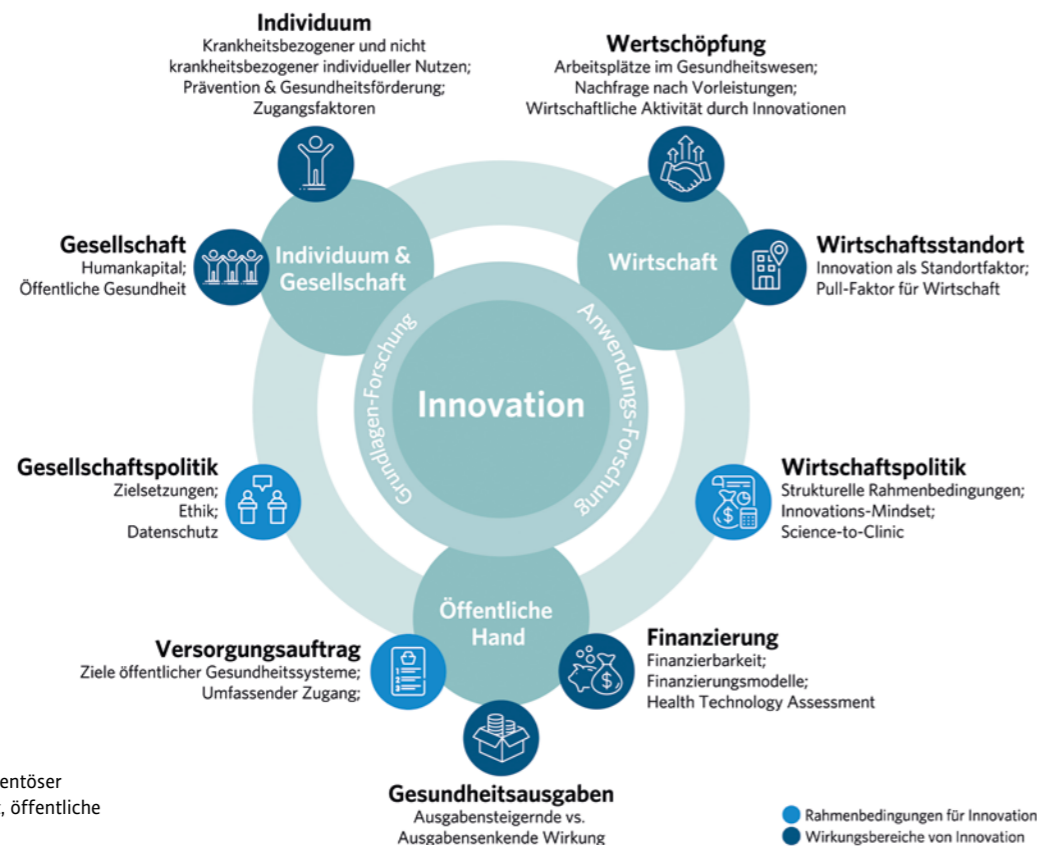 Individuum
Krankheitsbezogener und nicht
krankheitsbezogener individueller Nutzen;
Prävention & Gesundheitsförderung;
Zugangsfaktoren
Wertschöpfung
Arbeitsplätze im Gesundheitswesen;
Nachfrage nach Vorleistungen;
Wirtschaftliche Aktivität durch Innovationen
Gesellschaft
Humankapital;
Öffentliche Gesundheit
Individuum &
Gesellschaft
Wirtschaft
Wirtschaftsstandort
Innovation als Standortfaktor;
Pull-Faktor für Wirtschaft
Grundlagen-Forschung
Innovation
Anwendungs-Forschung
Gesellschaftspolitik
Zielsetzungen;
Ethik;
Datenschutz
Wirtschaftspolitik
Strukturelle Rahmenbedingungen;
Innovations-Mindset;
Science-to-Clinic
Öffentliche
Hand
Versorgungsauftrag
Ziele öffentlicher Gesundheitssysteme;
Umfassender Zugang;
1
2
3
Finanzierung
Finanzierbarkeit;
Finanzierungsmodelle;
Health Technology Assessment
Gesundheitsausgaben
Ausgabensteigernde vs.
Ausgabensenkende Wirkung
entöser
, öffentliche
Rahmenbedingungen für Innovation
Wirkungsbereiche von Innovation